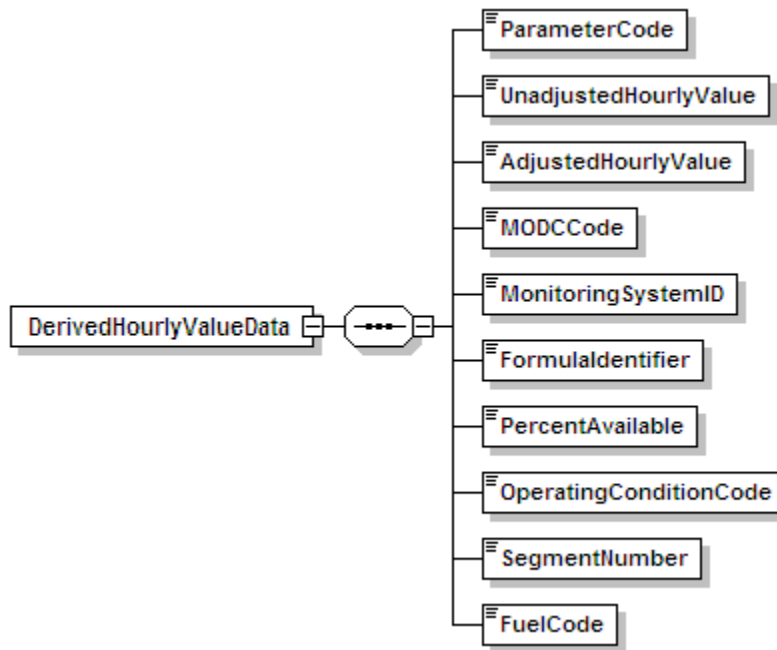 ParameterCode
UnadjustedHourlyValue
AdjustedHourlyValue
MODCCode
MonitoringSystemID
DerivedHourlyValueData
FormulaIdentifier
PercentAvailable
OperatingConditionCode
SegmentNumber
FuelCode